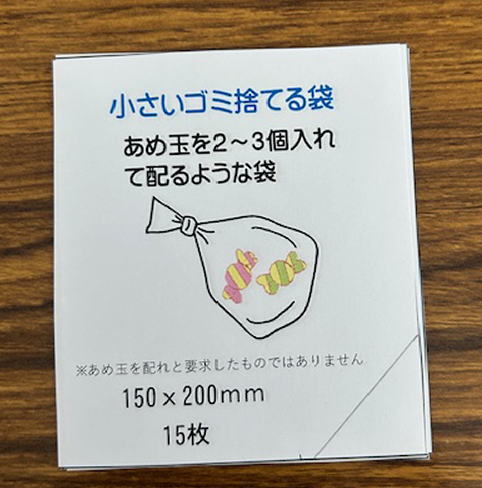 小さいゴミ捨てる袋
あめ玉を2～3個入れ
て配るような袋
※あめ玉を配れと要求したものではありません
150×200mm
15枚